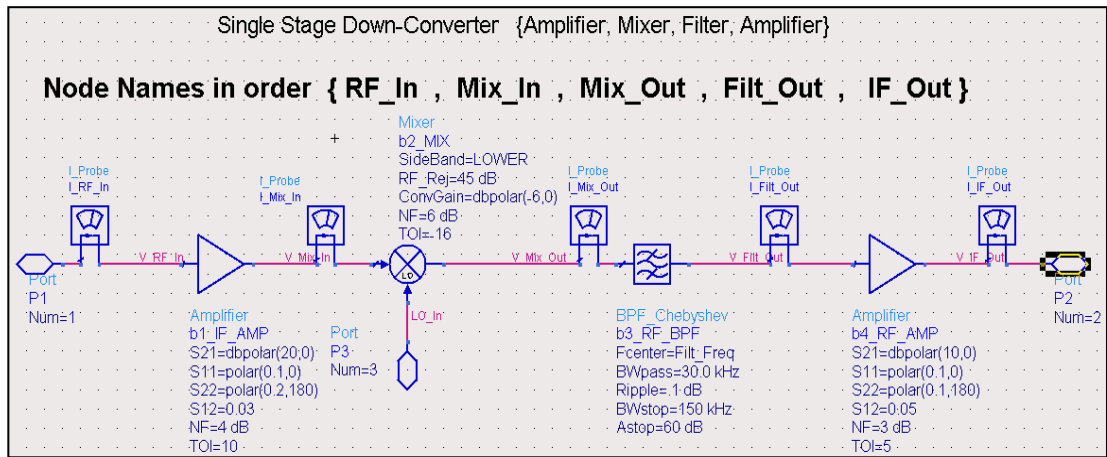 Single Stage Down-Converter {Amplifier, Mixer, Filter, Amplifier}
Node Names in order { RF_In , Mix_In , Mix_Out , Filt_Out , IF_Out }
Mixer
b2_MIX
SideBand=LOWER
RF_Rej=45 dB
ConvGain=dbpolar(-6,0)
NF=6 dB
TOI=-16
I_Probe
I_RF_In
I_Probe
I_Mix_In
I_Probe
I_Mix_Out
I_Probe
I_Filt_Out
I_Probe
I_IF_Out
V_RF_In
V_Mix_In
LO
V_Mix_Out
V_Filt_Out
V_IF_Out
Port
P1
Num=1
Amplifier
b1_IF_AMP
S21=dbpolar(20,0)
S11=polar(0.1,0)
S22=polar(0.2,180)
S12=0.03
NF=4 dB
TOI=10
LO_In
Port
P3
Num=3
BPF_Chebyshev
b3_RF_BPF
Fcenter=Filt_Freq
BWpass=30.0 kHz
Ripple=.1 dB
BWstop=150 kHz
Astop=60 dB
Amplifier
b4_RF_AMP
S21=dbpolar(10,0)
S11=polar(0.1,0)
S22=polar(0.1,180)
S12=0.05
NF=3 dB
TOI=5
Port
P2
Num=2